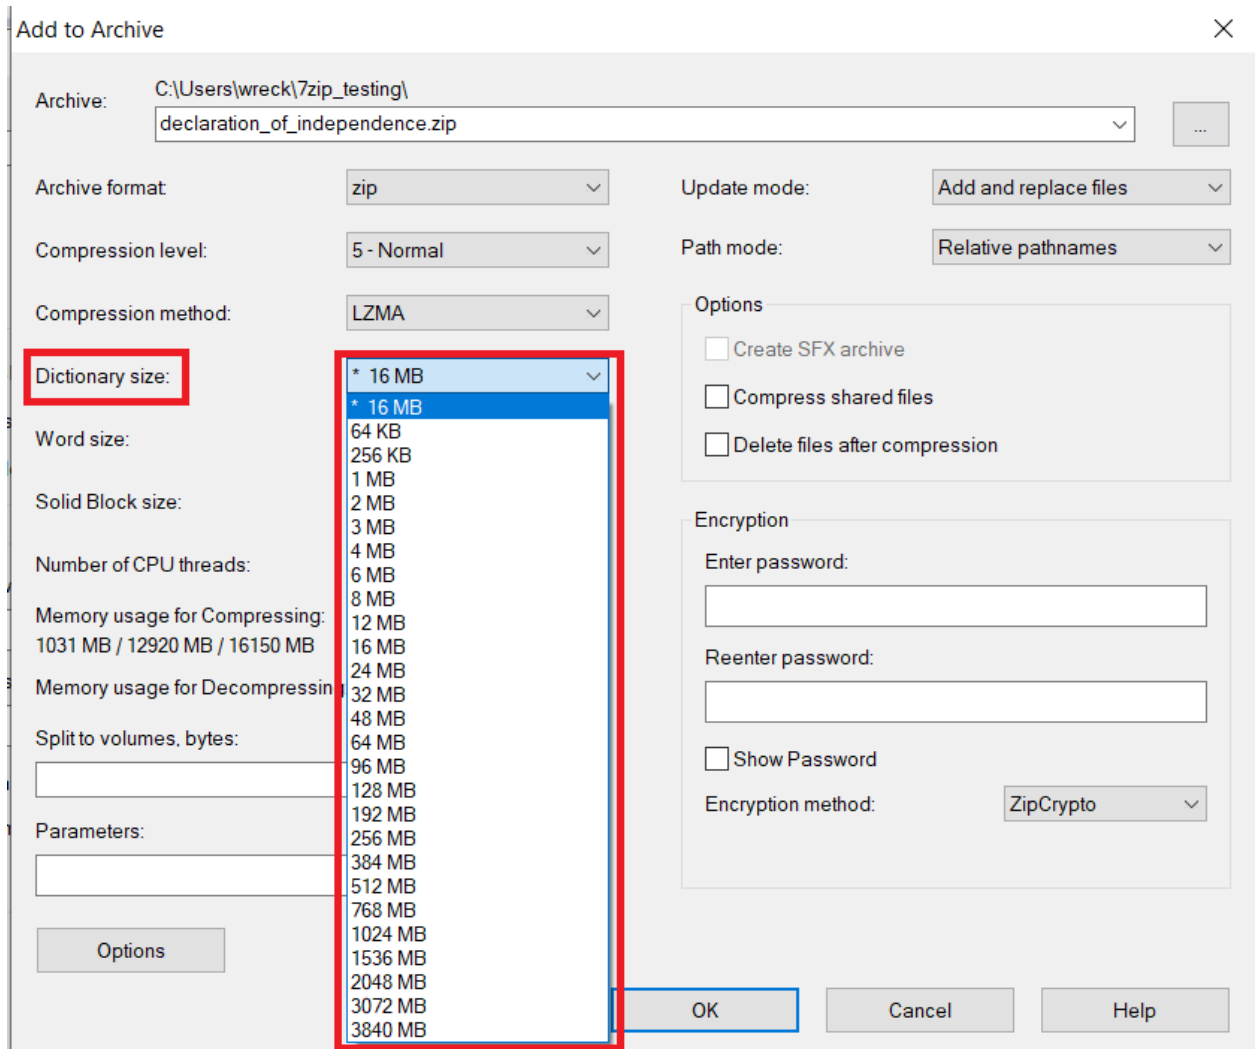 Add to Archive
Archive:
C:\Users\wreck\7zip_testing\
declaration_of_independence.zip
...
Archive format:
zip
Compression level:
5 - Normal
Compression method:
LZMA
Dictionary size:
* 16 MB
* 16 MB
64 KB
256 KB
1 MB
2 MB
3 MB
4 MB
6 MB
8 MB
12 MB
16 MB
24 MB
32 MB
48 MB
64 MB
96 MB
128 MB
192 MB
256 MB
384 MB
512 MB
768 MB
1024 MB
1536 MB
2048 MB
3072 MB
3840 MB
Word size:
Solid Block size:
Number of CPU threads:
Memory usage for Compressing:
1031 MB / 12920 MB / 16150 MB
Memory usage for Decompressing
Split to volumes, bytes:
Parameters:
Options
Update mode:
Add and replace files
Path mode:
Relative pathnames
Options
Create SFX archive
Compress shared files
Delete files after compression
Encryption
Enter password:
Reenter password:
Show Password
Encryption method:
ZipCrypto
OK
Cancel
Help